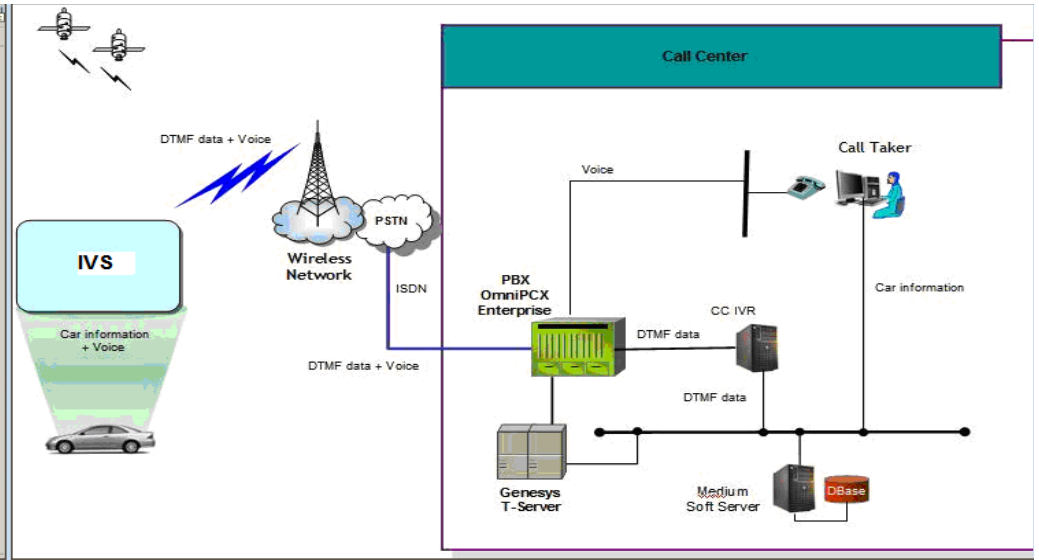 Call Center
DTMF data + Voice
Call Taker
Voice
PSTN
IVS
Wireless
Network
ISDN
PBX
OmniPCX
Enterprise
Car information
CC IVR
Car information
+ Voice
DTMF data
DTMF data + Voice
DTMF data
Genesys
T-Server
Medium
Soft Server
DBase